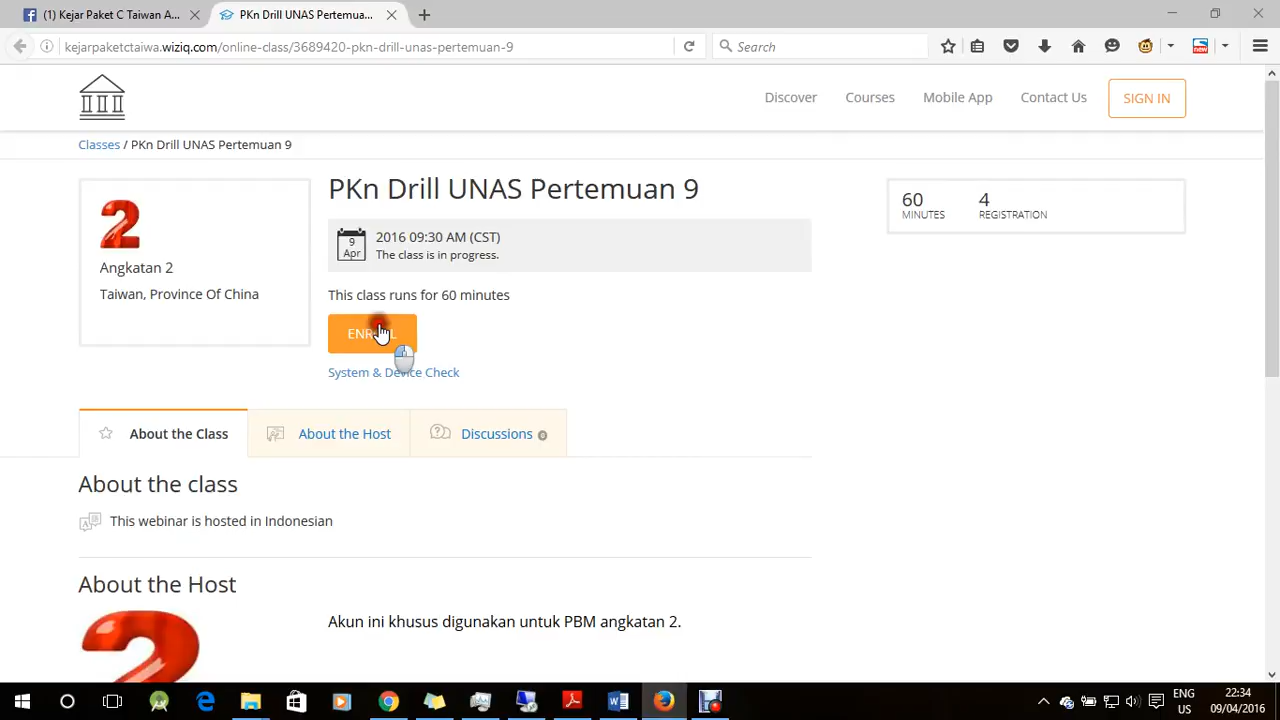 (1) Kejar Paket C Taiwan A...
PKn Drill UNAS Pertemua...
kejarpaketctaiwa.wiziq.com/online-class/3689420-pkn-drill-unas-pertemuan-9
Search
new
Discover
Courses
Mobile App
Contact Us
SIGN IN
Classes / PKn Drill UNAS Pertemuan 9
2
Angkatan 2
Taiwan, Province Of China
PKn Drill UNAS Pertemuan 9
9
Apr
2016 09:30 AM (CST)
The class is in progress.
This class runs for 60 minutes
ENROLL
System & Device Check
60
MINUTES
4
REGISTRATION
About the Class
About the Host
Discussions 0
About the class
This webinar is hosted in Indonesian
About the Host
2
Akun ini khusus digunakan untuk PBM angkatan 2.
ENG
US
22:34
09/04/2016